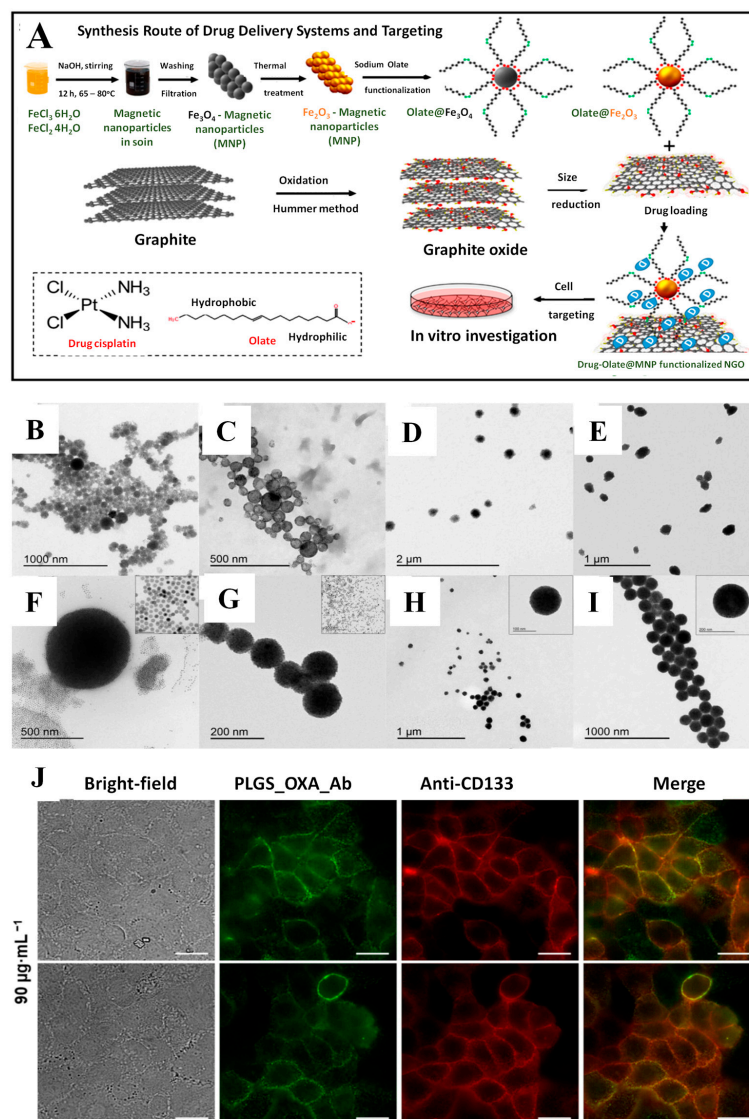 A Synthesis Route of Drug Delivery Systems and Targeting
NaOH, stirring
12 h, 65 – 80°C
Washing
Filtration
Thermal
treatment
Sodium Olate
functionalization
FeCl3 6H2O
FeCl2 4H2O
Magnetic
nanoparticles
in soin
Fe3O4 - Magnetic
nanoparticles
(MNP)
Fe2O3 - Magnetic
nanoparticles
(MNP)
Olate@Fe3O4
Olate@Fe2O3
+
Graphite
Oxidation
Hummer method
Graphite oxide
Size
reduction
Drug loading
Cl
NH3
Pt
Cl
NH3
Drug cisplatin
Hydrophobic
H3C
O
Olate
Hydrophilic
In vitro investigation
Cell
targeting
D D D D D D D D D
Drug-Olate@MNP functionalized NGO
B
1000 nm
C
500 nm
D
2 µm
E
1 µm
F
500 nm
G
200 nm
H
1 µm
I
1000 nm
J
Bright-field
PLGS_OXA_Ab
Anti-CD133
Merge
90 µg·mL⁻¹